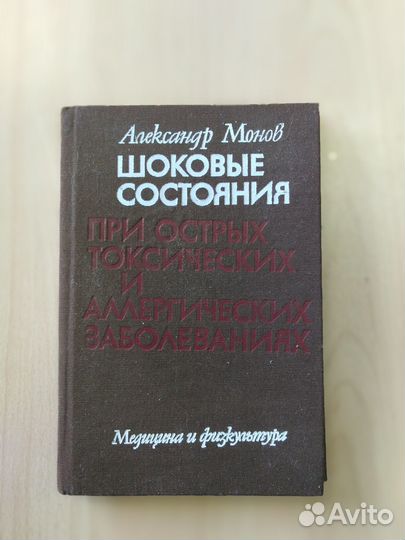 Александр Монов
ШОКОВЫЕ
СОСТОЯНИЯ
ПРИ ОСТРЫХ
ТОКСИЧЕСКИХ
И
АЛЛЕРГИЧЕСКИХ
ЗАБОЛЕВАНИЯХ
Медицина и физкультура
Avito